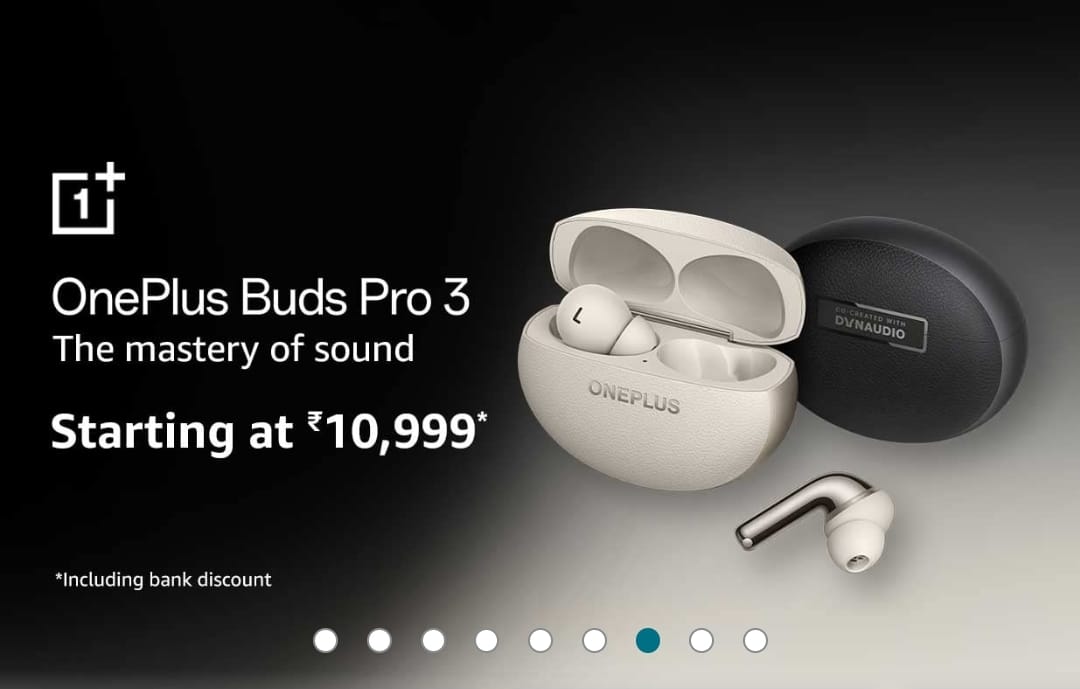 1+
OnePlus Buds Pro 3
The mastery of sound
Starting at ₹10,999*
*Including bank discount
L
ONEPLUS
CO-CREATED WITH
DYNAUDIO